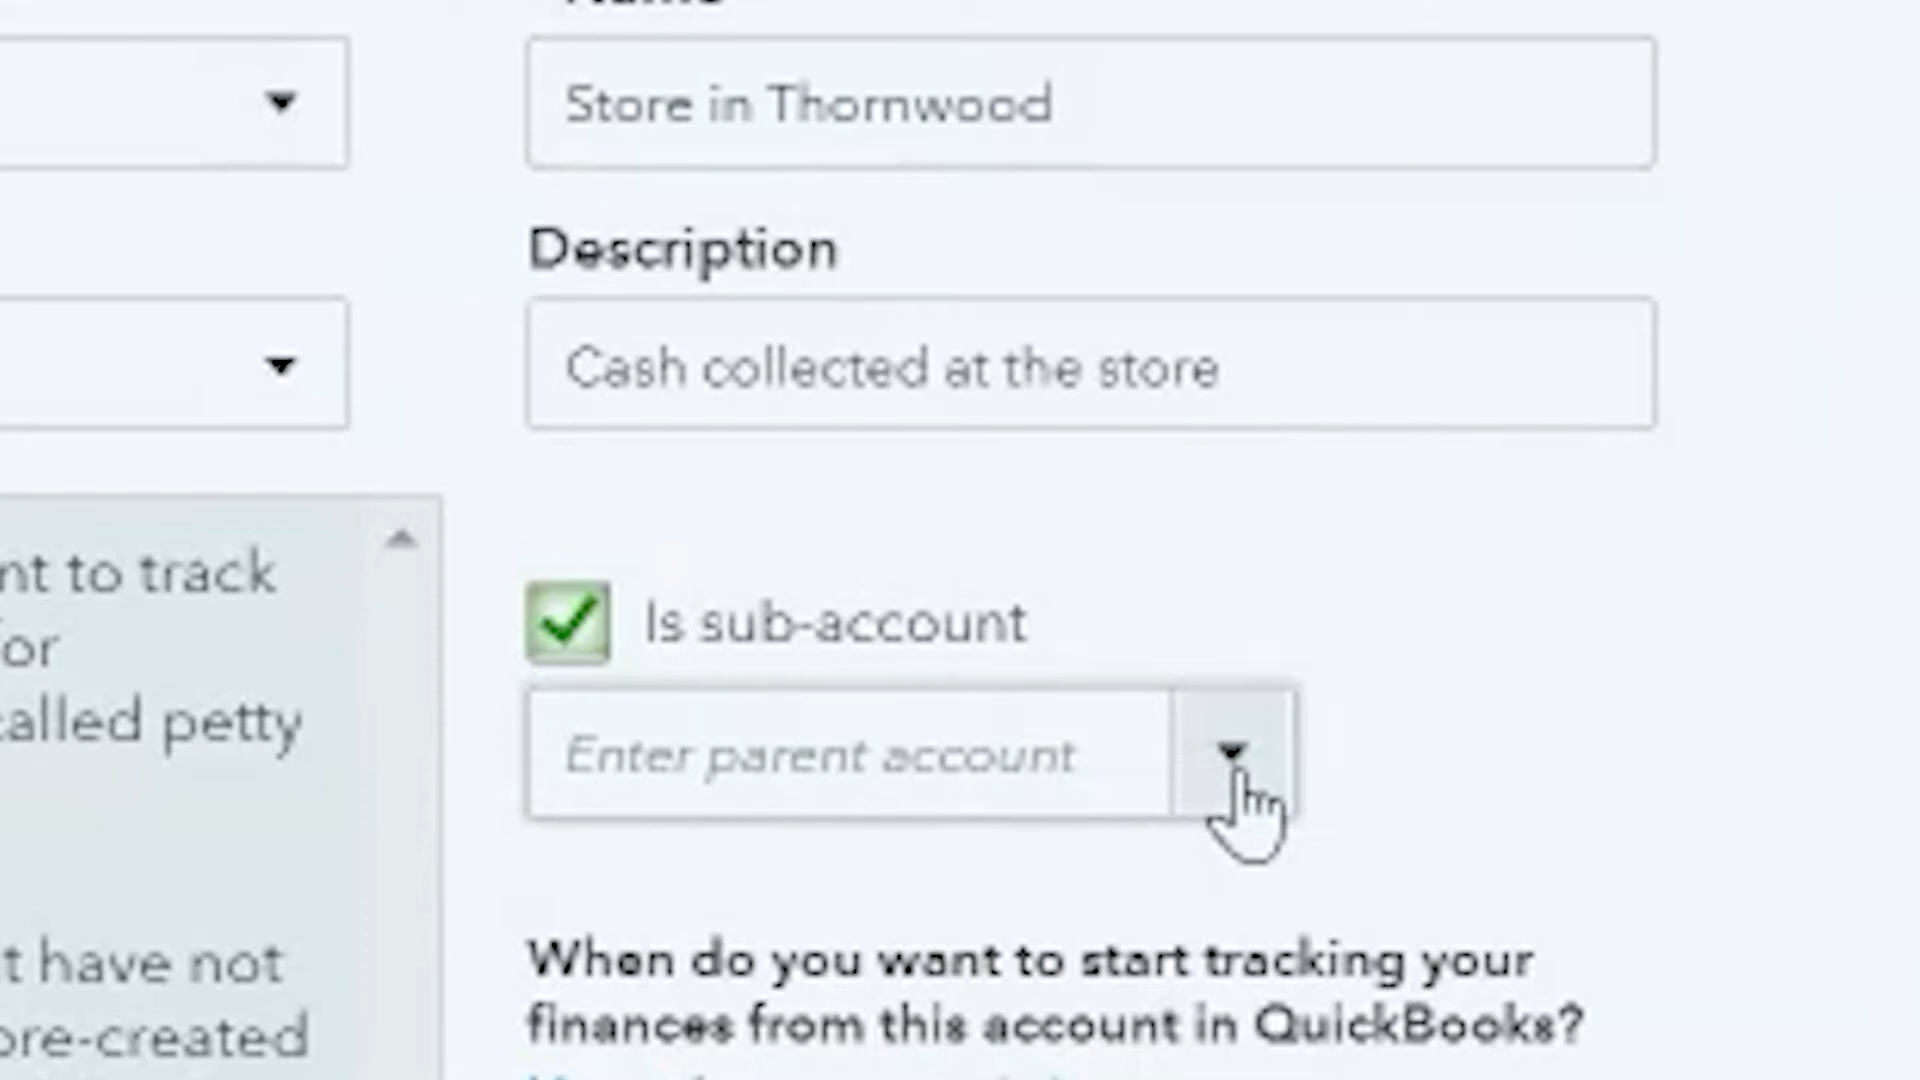 Name
Store in Thornwood
Description
Cash collected at the store
nt to track
for
called petty
Is sub-account
Enter parent account
t have not
pre-created
When do you want to start tracking your
finances from this account in QuickBooks?